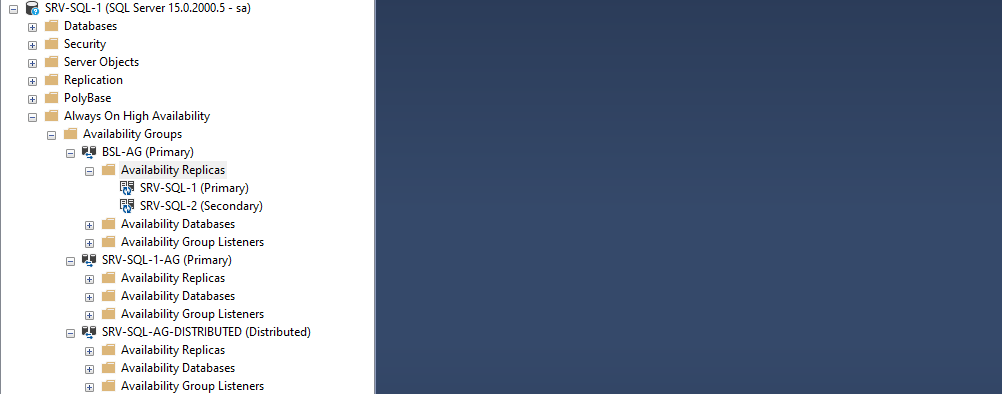 SRV-SQL-1 (SQL Server 15.0.2000.5 - sa)
Databases
Security
Server Objects
Replication
PolyBase
Always On High Availability
Availability Groups
BSL-AG (Primary)
Availability Replicas
SRV-SQL-1 (Primary)
SRV-SQL-2 (Secondary)
Availability Databases
Availability Group Listeners
SRV-SQL-1-AG (Primary)
Availability Replicas
Availability Databases
Availability Group Listeners
SRV-SQL-AG-DISTRIBUTED (Distributed)
Availability Replicas
Availability Databases
Availability Group Listeners